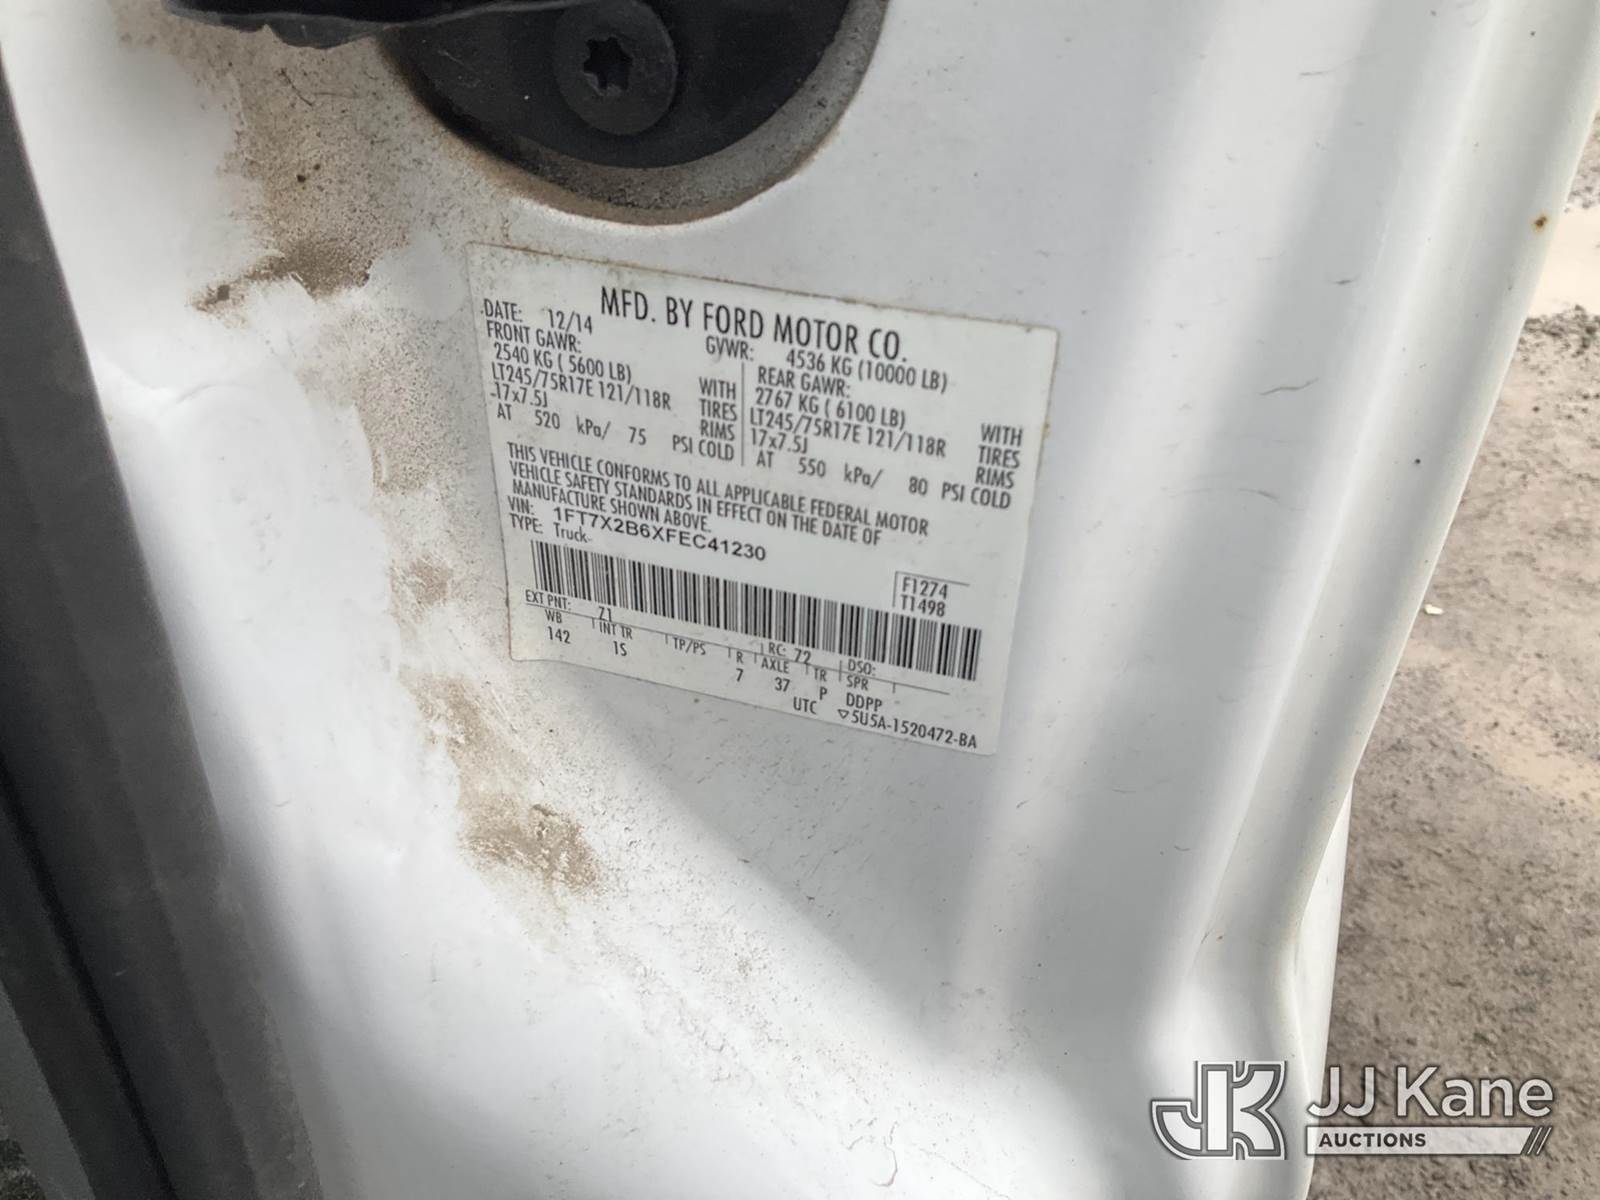 MFD. BY FORD MOTOR CO.
DATE: 12/14 GVWR: 4536 KG (10000 LB)
FRONT GAWR: REAR GAWR:
2540 KG ( 5600 LB) WITH 2767 KG ( 6100 LB) WITH
LT245/75R17E 121/118R TIRES LT245/75R17E 121/118R TIRES
17x7.5J RIMS 17x7.5J RIMS
AT 520 kPa/ 75 PSI COLD AT 550 kPa/ 80 PSI COLD
THIS VEHICLE CONFORMS TO ALL APPLICABLE FEDERAL MOTOR
VEHICLE SAFETY STANDARDS IN EFFECT ON THE DATE OF
MANUFACTURE SHOWN ABOVE.
VIN: 1FT7X2B6XFEC41230
TYPE: Truck
F1274
T1498
EXT PNT: Z1 RC: 72 DSO:
WB INT TR TP/PS R AXLE TR SPR
142 1S 7 37 P DDPP
UTC ▽5U5A-1520472-BA
JK JJ Kane
AUCTIONS